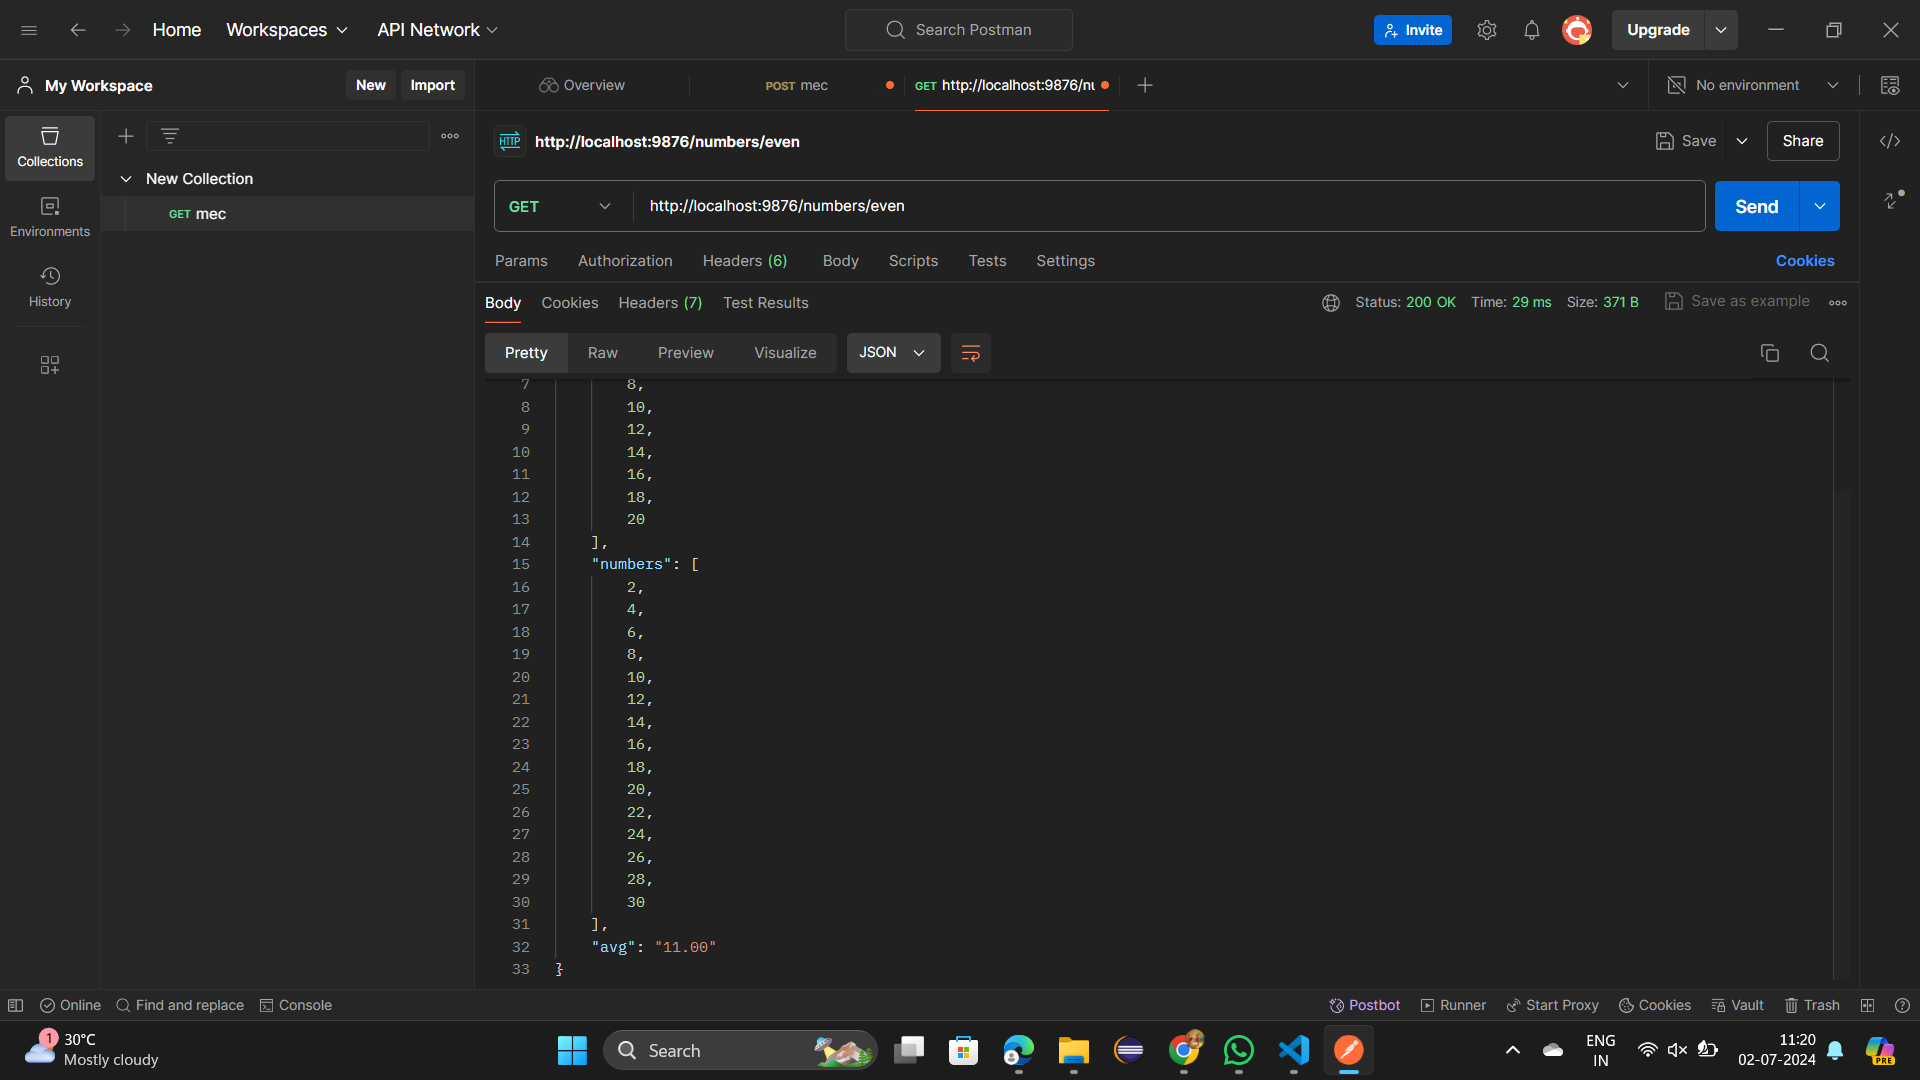 Home Workspaces API Network Search Postman Invite Upgrade
My Workspace New Import Overview POST mec GET http://localhost:9876/nu No environment
Collections
Environments
History
New Collection
GET mec
HTTP http://localhost:9876/numbers/even Save Share
GET http://localhost:9876/numbers/even Send
Params Authorization Headers (6) Body Scripts Tests Settings Cookies
Body Cookies Headers (7) Test Results Status: 200 OK Time: 29 ms Size: 371 B Save as example
Pretty Raw Preview Visualize JSON
7 8,
8 10,
9 12,
10 14,
11 16,
12 18,
13 20
14 ],
15 "numbers": [
16 2,
17 4,
18 6,
19 8,
20 10,
21 12,
22 14,
23 16,
24 18,
25 20,
26 22,
27 24,
28 26,
29 28,
30 30
31 ],
32 "avg": "11.00"
33 }
Online Find and replace Console Postbot Runner Start Proxy Cookies Vault Trash
1 30°C
Mostly cloudy
Search
ENG
IN
11:20
02-07-2024
PRE